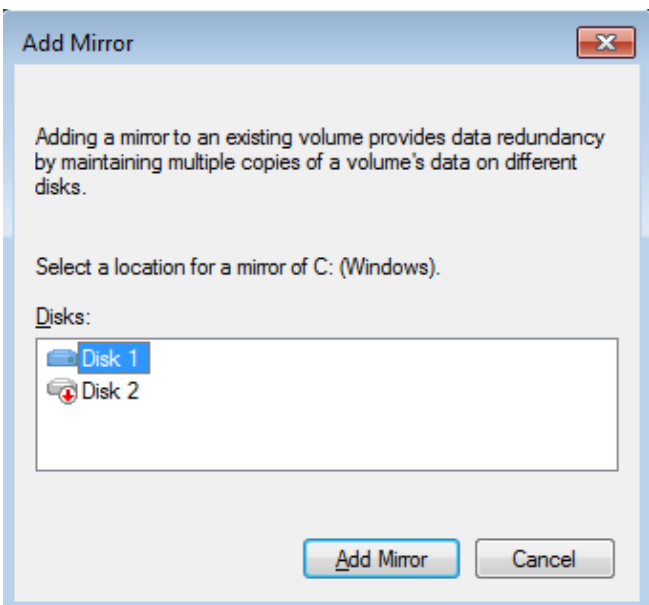 Add Mirror
Adding a mirror to an existing volume provides data redundancy
by maintaining multiple copies of a volume's data on different
disks.
Select a location for a mirror of C: (Windows).
Disks:
Disk 1
Disk 2
Add Mirror
Cancel